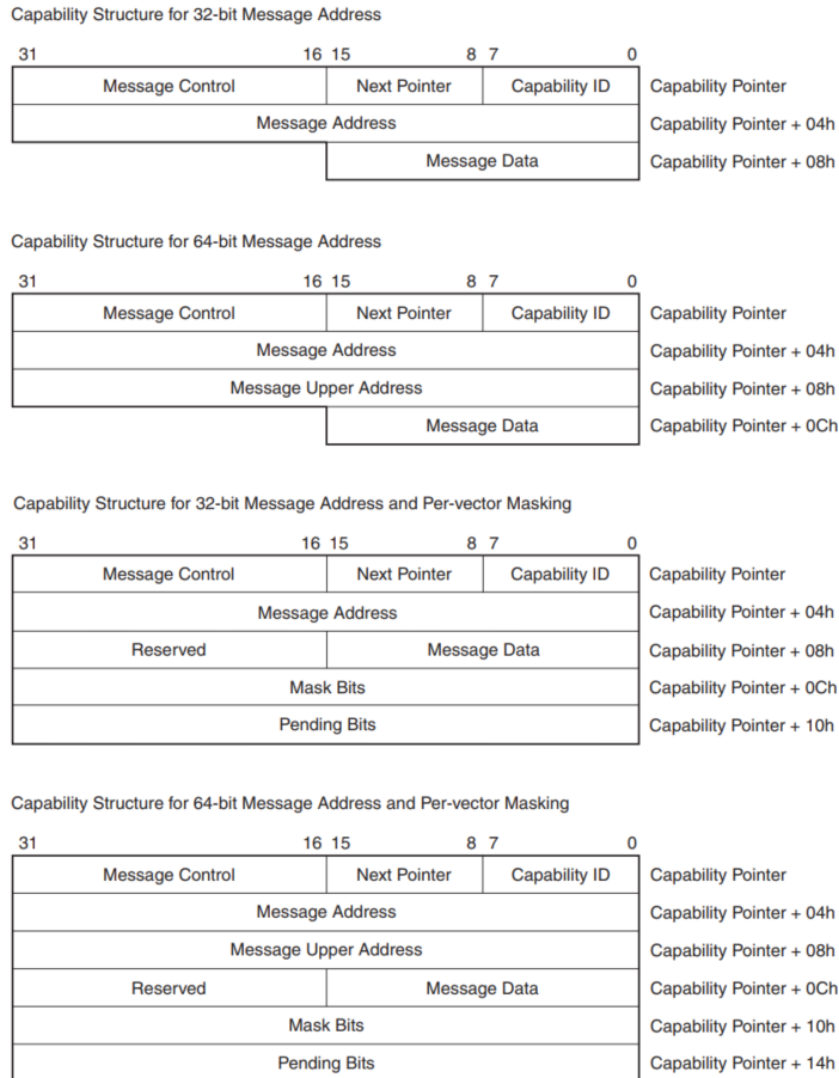 Capability Structure for 32-bit Message Address
31 16 15 8 7 0
Message Control Next Pointer Capability ID Capability Pointer
Message Address Capability Pointer + 04h
Message Data Capability Pointer + 08h
Capability Structure for 64-bit Message Address
31 16 15 8 7 0
Message Control Next Pointer Capability ID Capability Pointer
Message Address Capability Pointer + 04h
Message Upper Address Capability Pointer + 08h
Message Data Capability Pointer + 0Ch
Capability Structure for 32-bit Message Address and Per-vector Masking
31 16 15 8 7 0
Message Control Next Pointer Capability ID Capability Pointer
Message Address Capability Pointer + 04h
Reserved Message Data Capability Pointer + 08h
Mask Bits Capability Pointer + 0Ch
Pending Bits Capability Pointer + 10h
Capability Structure for 64-bit Message Address and Per-vector Masking
31 16 15 8 7 0
Message Control Next Pointer Capability ID Capability Pointer
Message Address Capability Pointer + 04h
Message Upper Address Capability Pointer + 08h
Reserved Message Data Capability Pointer + 0Ch
Mask Bits Capability Pointer + 10h
Pending Bits Capability Pointer + 14h